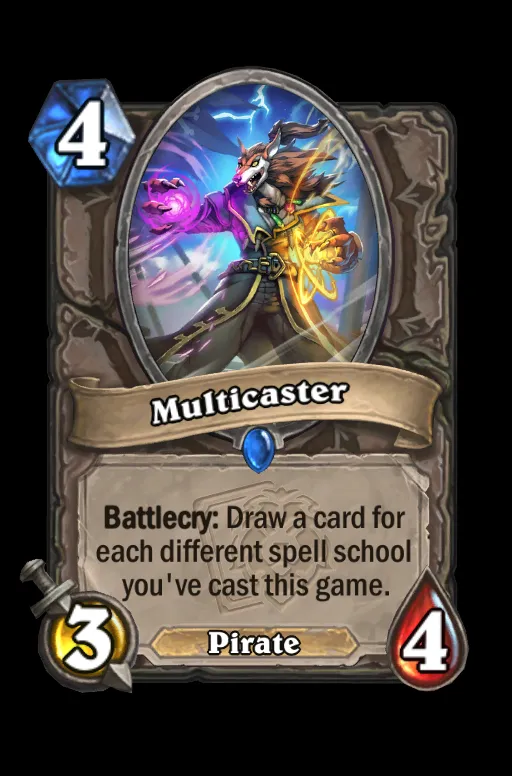 4
Multicaster
Battlecry: Draw a card for
each different spell school
you've cast this game.
3
Pirate
4